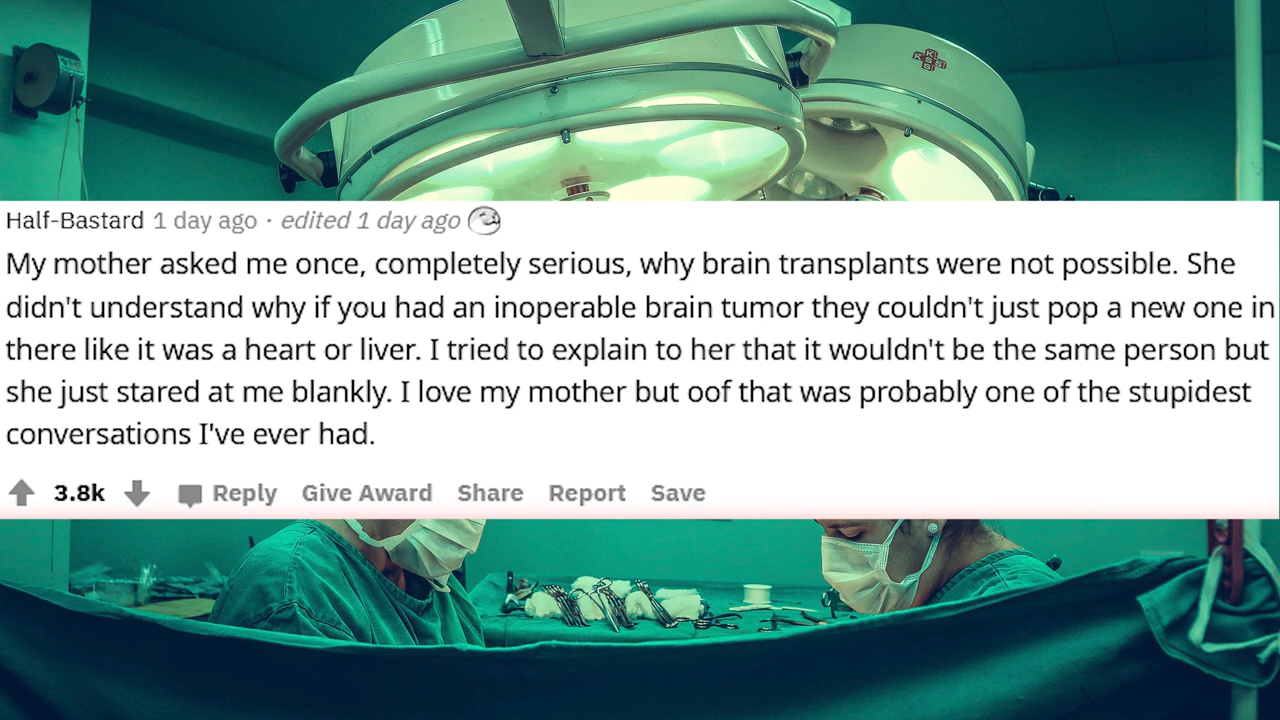 Half-Bastard 1 day ago · edited 1 day ago
My mother asked me once, completely serious, why brain transplants were not possible. She
didn't understand why if you had an inoperable brain tumor they couldn't just pop a new one in
there like it was a heart or liver. I tried to explain to her that it wouldn't be the same person but
she just stared at me blankly. I love my mother but oof that was probably one of the stupidest
conversations I've ever had.
3.8k Reply Give Award Share Report Save